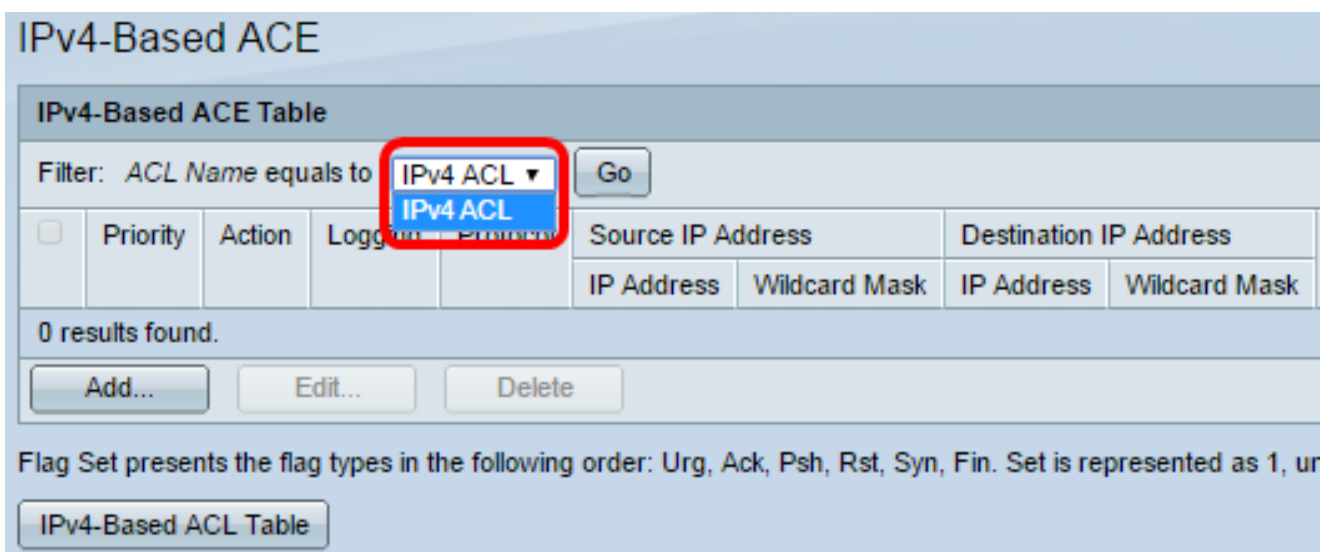 IPv4-Based ACE
IPv4-Based ACE Table
Filter: ACL Name equals to IPv4 ACL Go
IPv4 ACL
Priority Action Logging Protocol Source IP Address Destination IP Address
IP Address Wildcard Mask IP Address Wildcard Mask
0 results found.
Add... Edit... Delete
Flag Set presents the flag types in the following order: Urg, Ack, Psh, Rst, Syn, Fin. Set is represented as 1,
IPv4-Based ACL Table